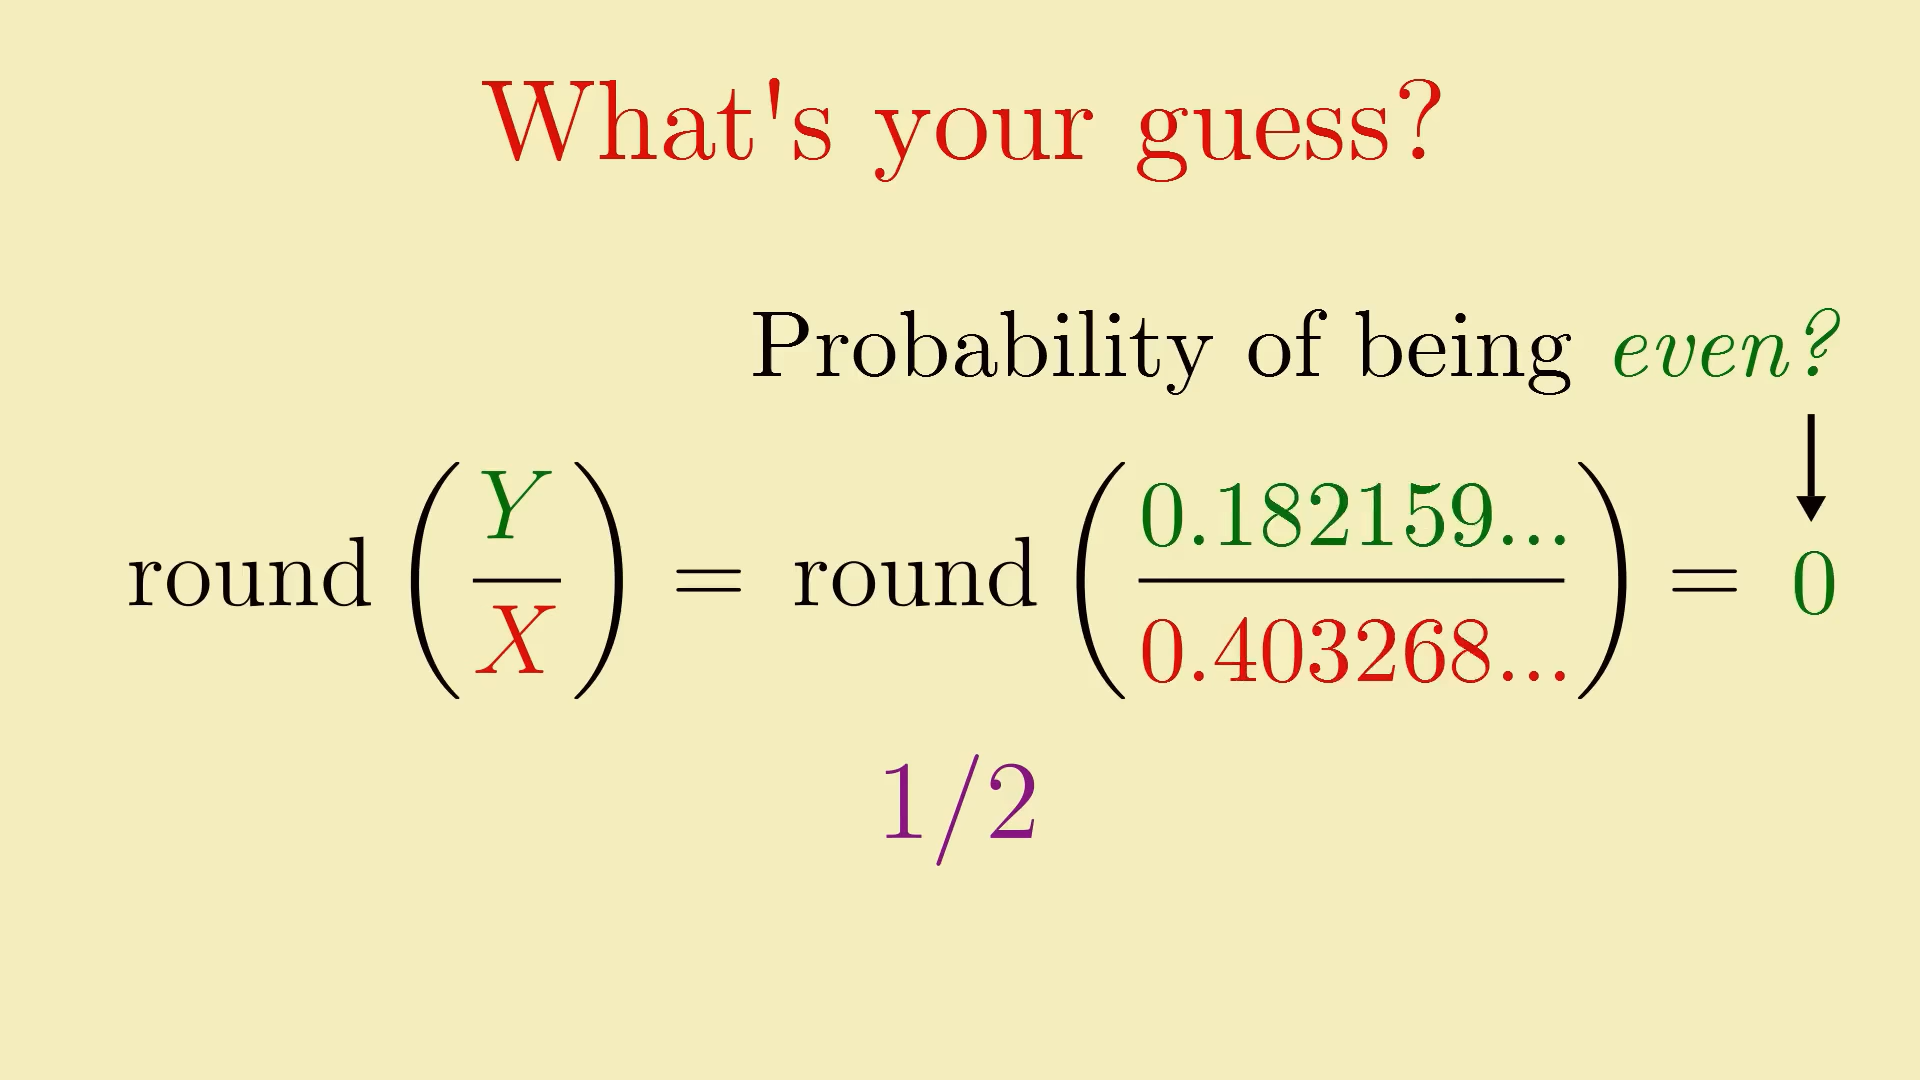 What's your guess?
Probability of being even?
round (Y/X) = round (0.182159.../0.403268...) = 0
1/2